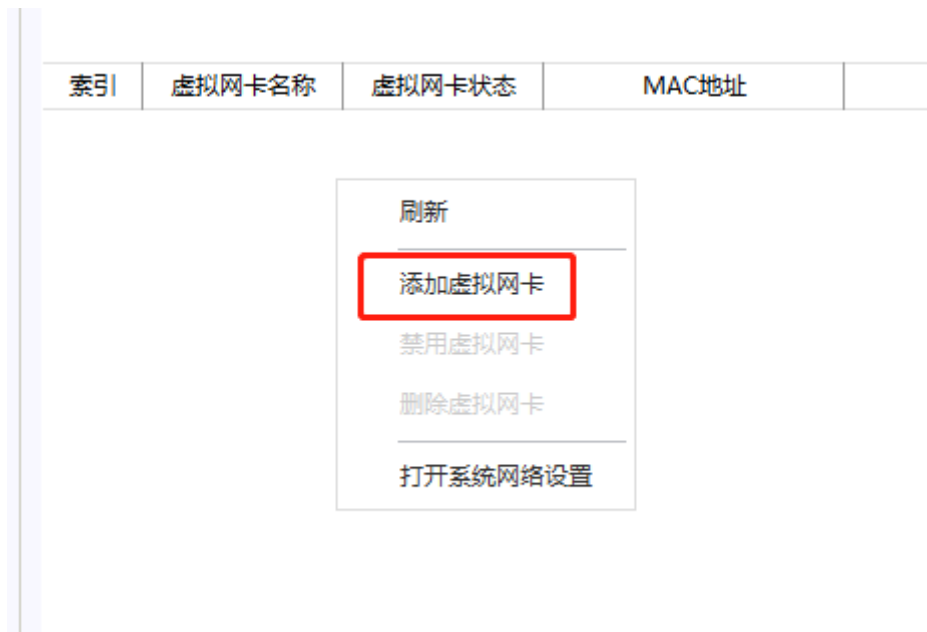 索引 虚拟网卡名称 虚拟网卡状态 MAC地址
刷新
添加虚拟网卡
禁用虚拟网卡
删除虚拟网卡
打开系统网络设置